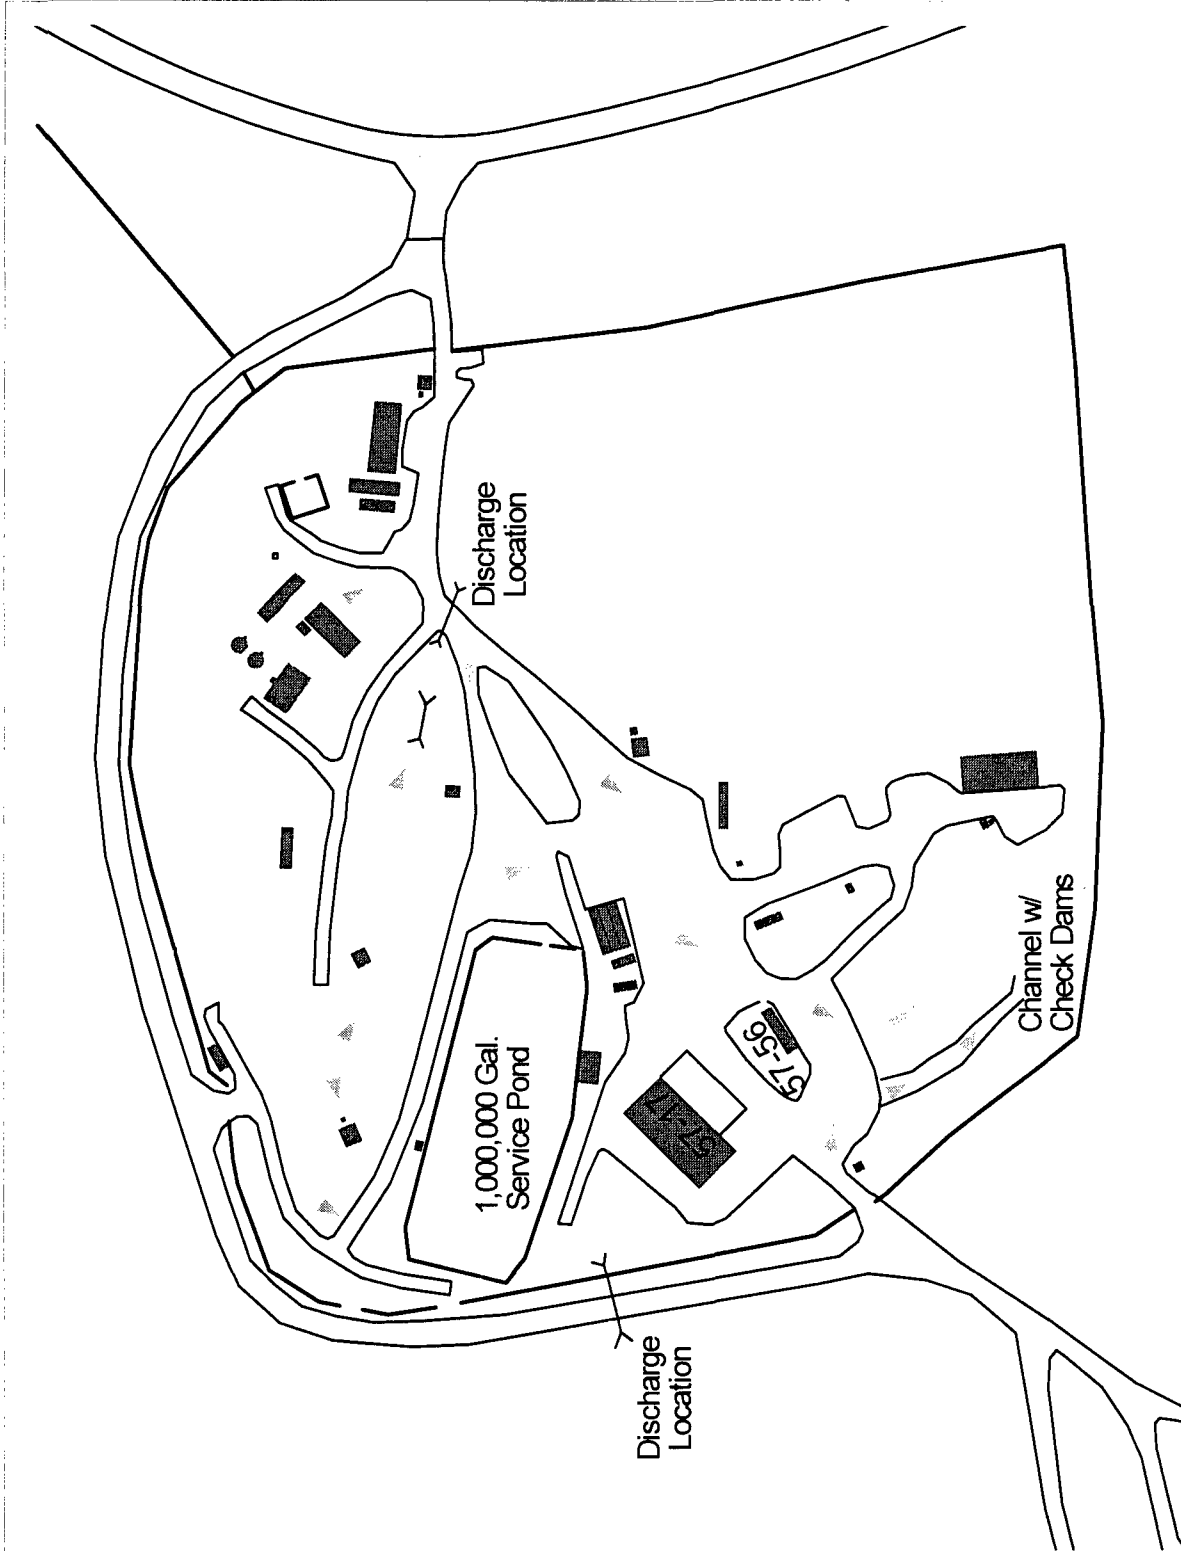 Discharge
Location
1,000,000 Gal.
Service Pond
57-56
57-17
Channel w/
Check Dams
Discharge
Location